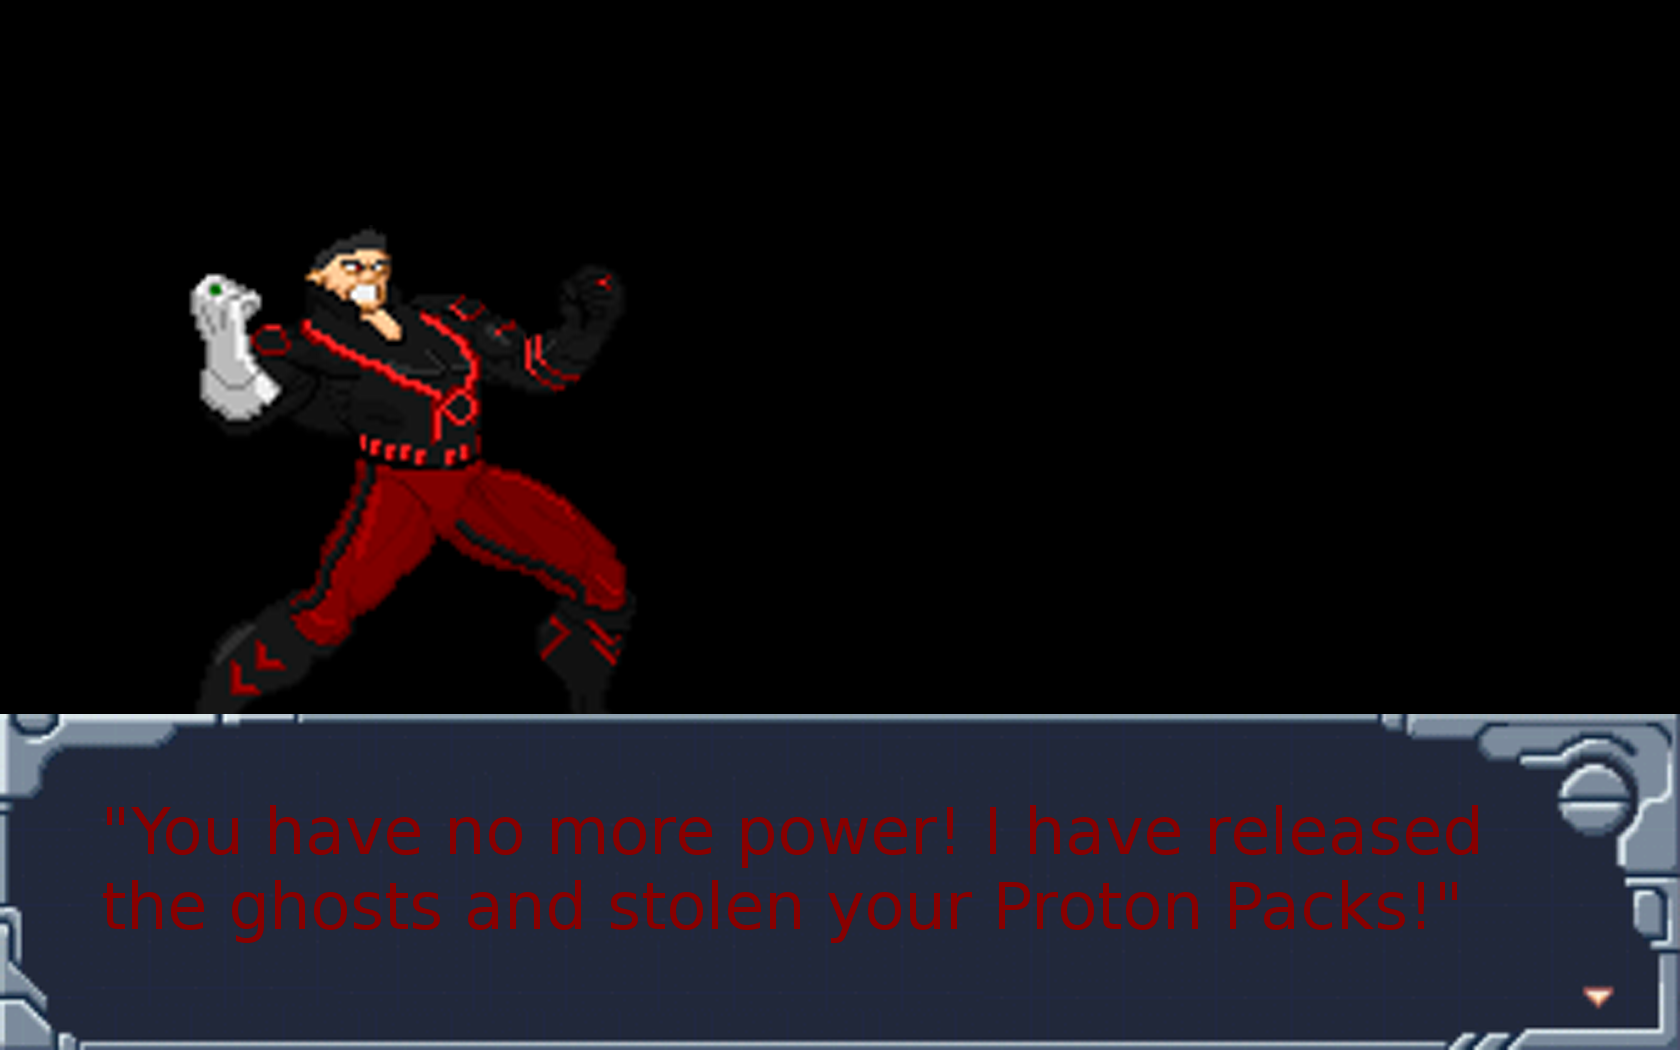 "You have no more power! I have released
the ghosts and stolen your Proton Packs!"